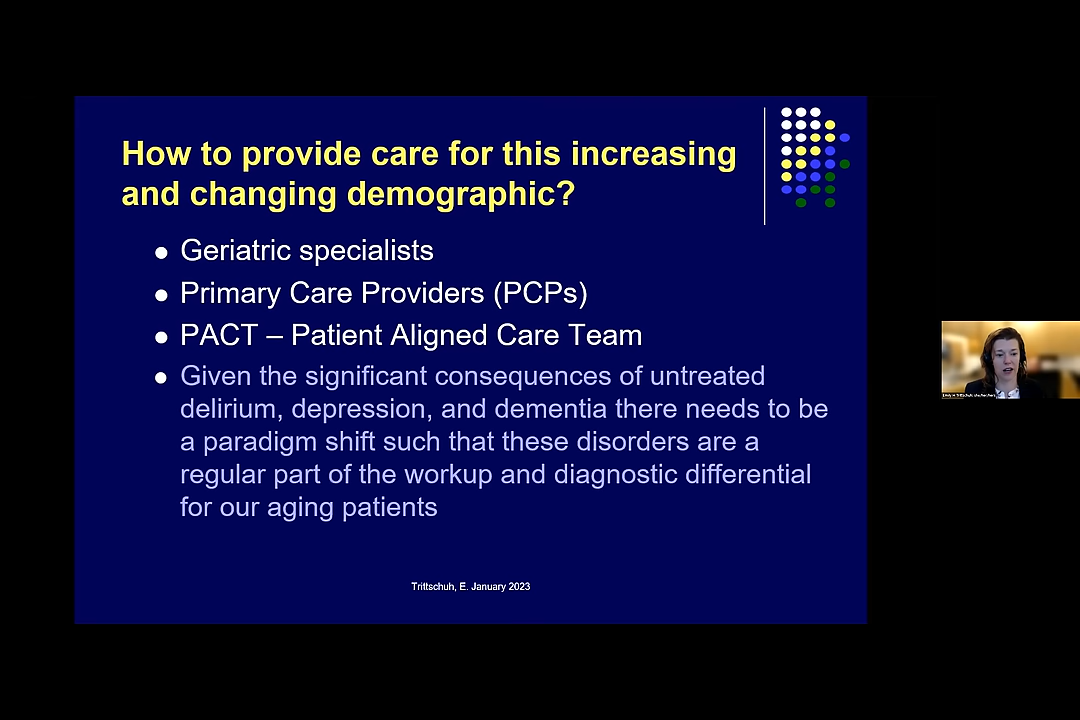 How to provide care for this increasing
and changing demographic?
Geriatric specialists
Primary Care Providers (PCPs)
PACT – Patient Aligned Care Team
Given the significant consequences of untreated
delirium, depression, and dementia there needs to be
a paradigm shift such that these disorders are a
regular part of the workup and diagnostic differential
for our aging patients
Trittschuh, E. January 2023